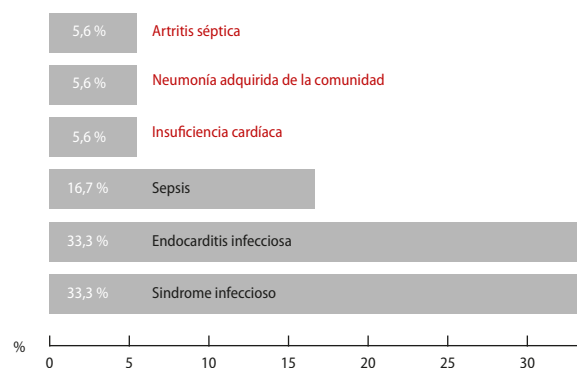 5,6 % Artritis séptica
5,6 % Neumonía adquirida de la comunidad
5,6 % Insuficiencia cardíaca
16,7 % Sepsis
33,3 % Endocarditis infecciosa
33,3 % Sindrome infeccioso
%
0 5 10 15 20 25 30